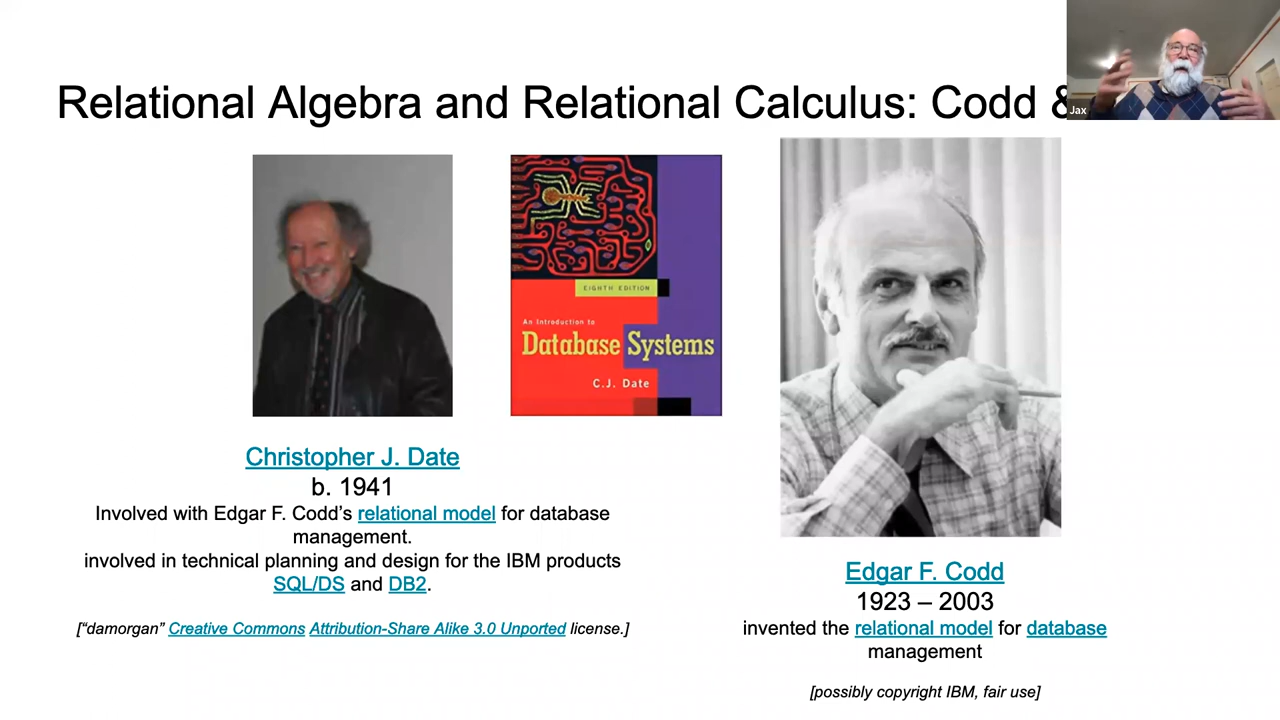 Relational Algebra and Relational Calculus: Codd &
Jax
EIGHTH EDITION
An Introduction to
Database Systems
C.J. Date
Christopher J. Date
b. 1941
Involved with Edgar F. Codd’s relational model for database
management.
involved in technical planning and design for the IBM products
SQL/DS and DB2.
[“damorgan” Creative Commons Attribution-Share Alike 3.0 Unported license.]
Edgar F. Codd
1923 – 2003
invented the relational model for database
management
[possibly copyright IBM, fair use]